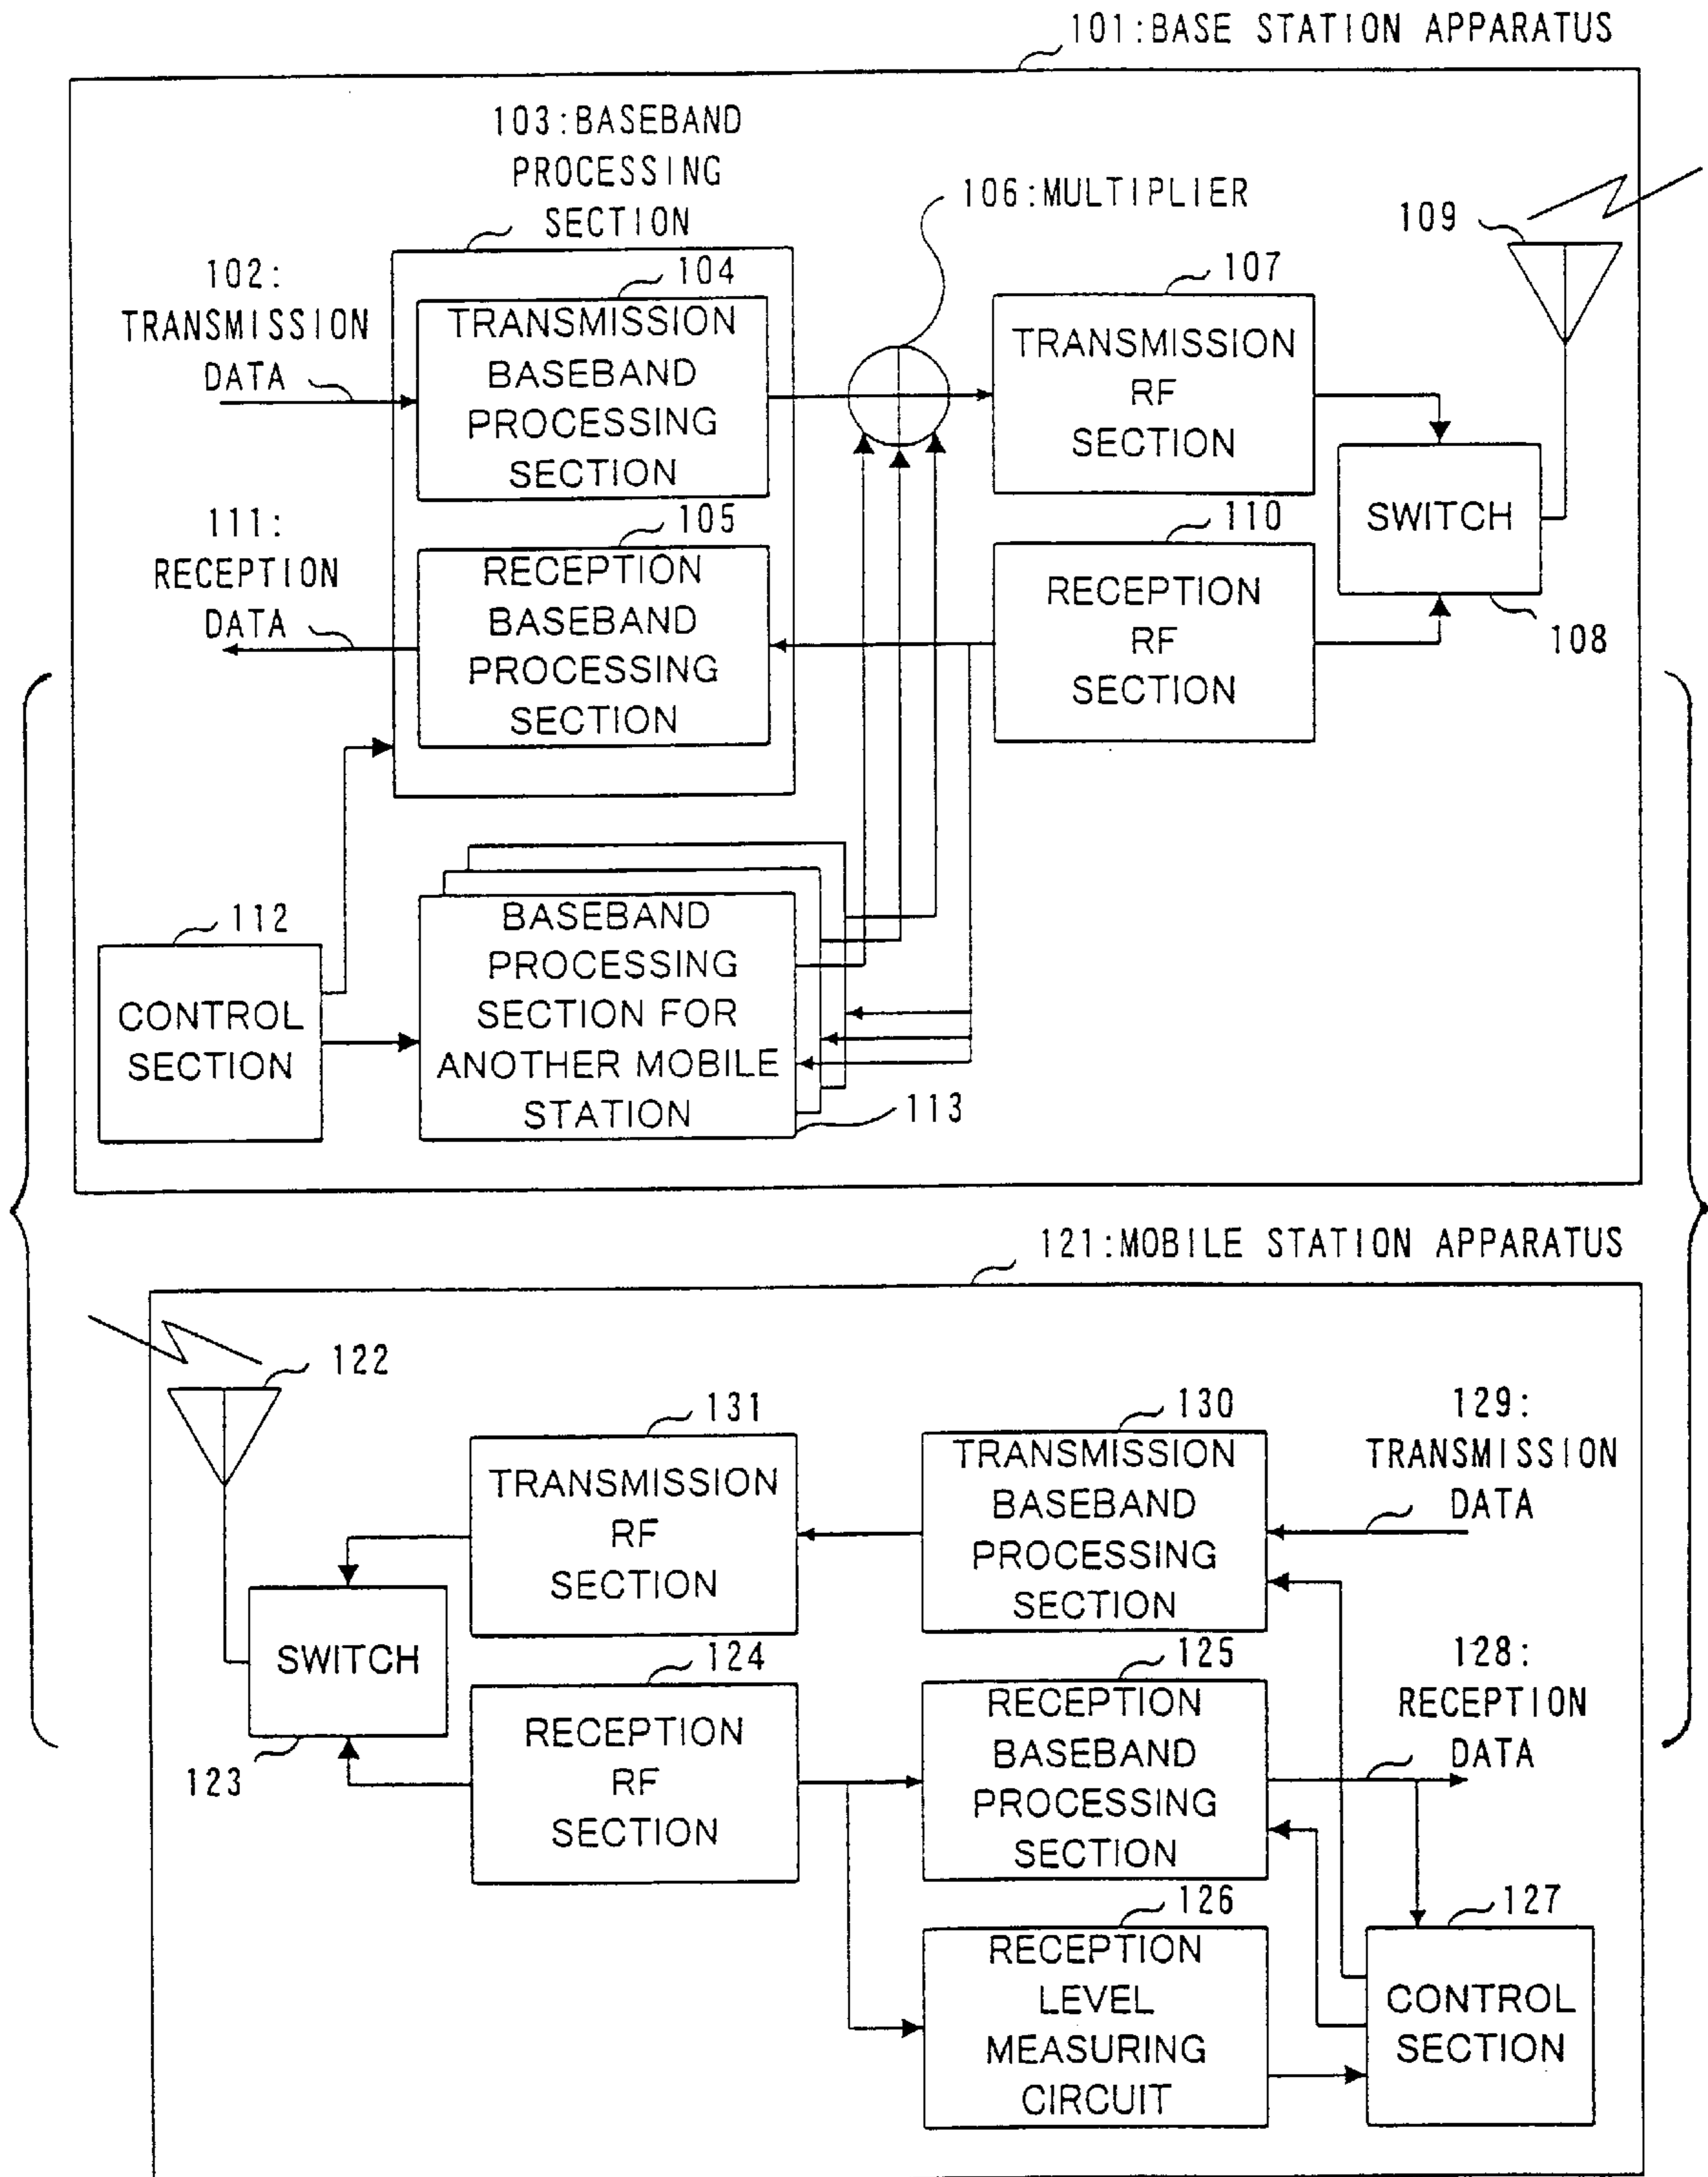 101:BASE STATION APPARATUS
103:BASEBAND
PROCESSING
SECTION
106:MULTIPLIER
109
102:
TRANSMISSION
DATA
104
TRANSMISSION
BASEBAND
PROCESSING
SECTION
107
TRANSMISSION
RF
SECTION
SWITCH
108
111:
RECEPTION
DATA
105
RECEPTION
BASEBAND
PROCESSING
SECTION
110
RECEPTION
RF
SECTION
112
CONTROL
SECTION
BASEBAND
PROCESSING
SECTION FOR
ANOTHER MOBILE
STATION
113
121:MOBILE STATION APPARATUS
122
131
TRANSMISSION
RF
SECTION
130
TRANSMISSION
BASEBAND
PROCESSING
SECTION
129:
TRANSMISSION
DATA
SWITCH
123
124
RECEPTION
RF
SECTION
125
RECEPTION
BASEBAND
PROCESSING
SECTION
128:
RECEPTION
DATA
126
RECEPTION
LEVEL
MEASURING
CIRCUIT
127
CONTROL
SECTION